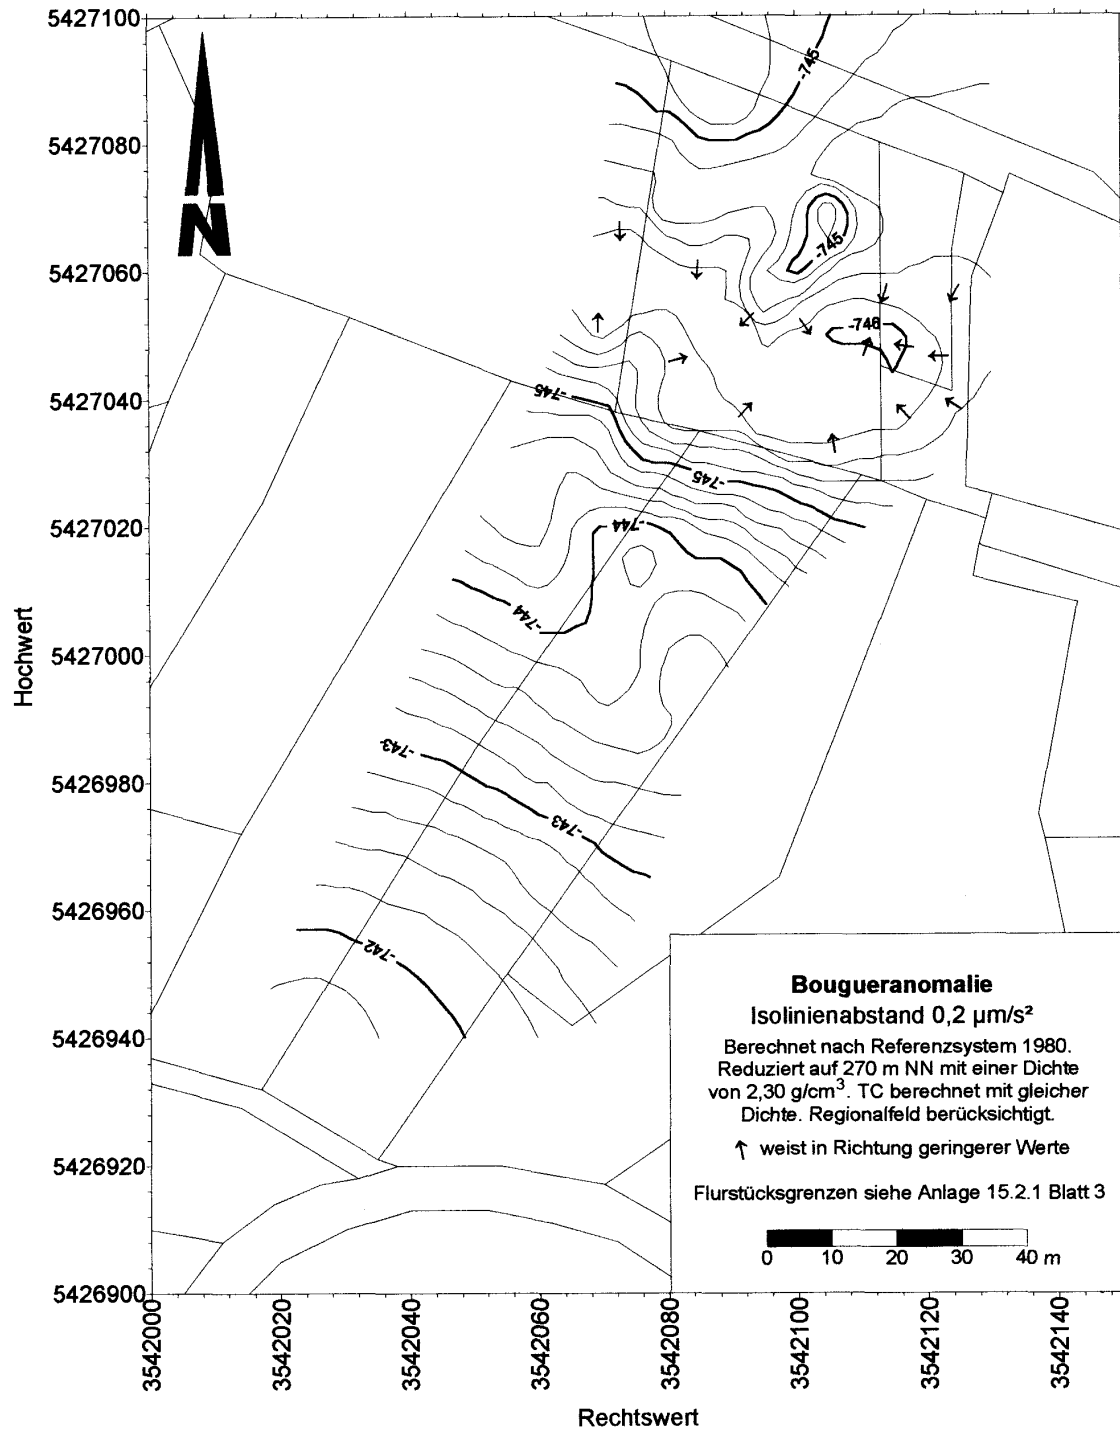 5427100
5427080
5427060
5427040
5427020
5427000
5426980
5426960
5426940
5426920
5426900
Hochwert
N
-745
-745
-746
-745
-745
-744
-744
-743
-743
-742
Bougueranomalie
Isolinienabstand 0,2 µm/s²
Berechnet nach Referenzsystem 1980.
Reduziert auf 270 m NN mit einer Dichte
von 2,30 g/cm³. TC berechnet mit gleicher
Dichte. Regionalfeld berücksichtigt.
weist in Richtung geringerer Werte
Flurstücksgrenzen siehe Anlage 15.2.1 Blatt 3
0 10 20 30 40 m
3542000
3542020
3542040
3542060
3542080
3542100
3542120
3542140
Rechtswert